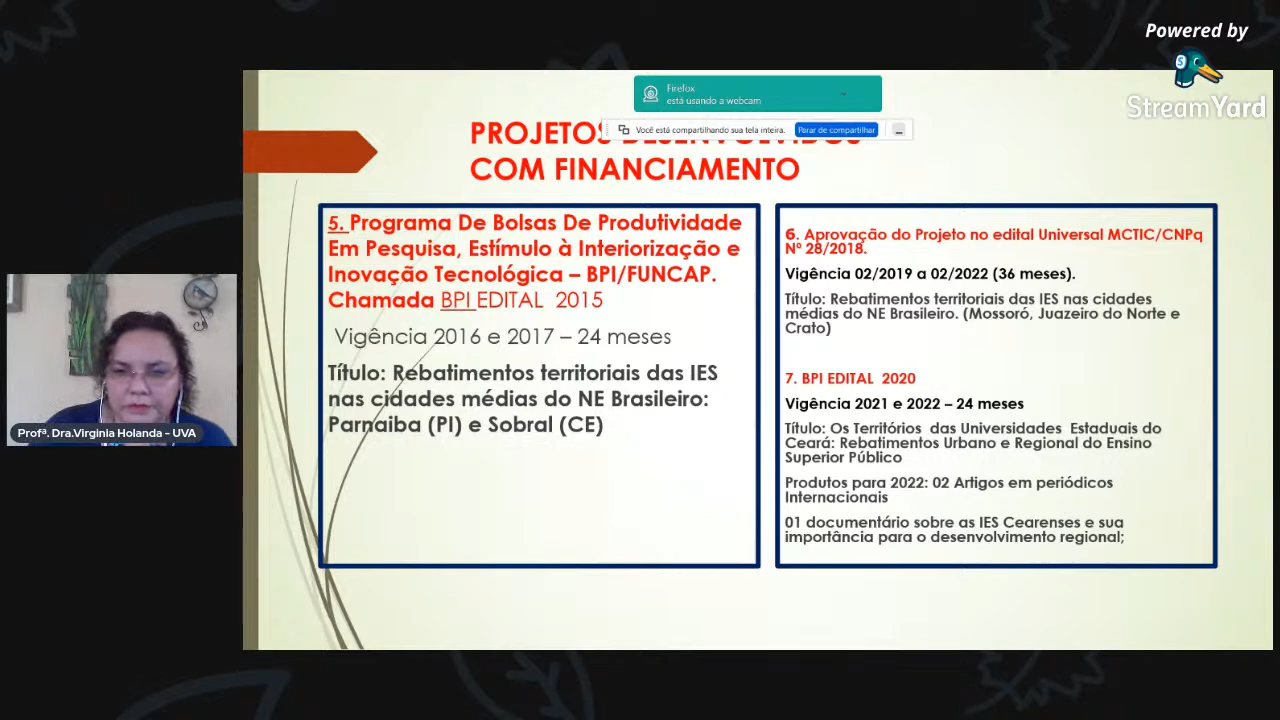 Powered by
StreamYard
Firefox
está usando a webcam
Você está compartilhando sua tela inteira.
Parar de compartilhar
PROJETOS DESENVOLVIDOS
COM FINANCIAMENTO
5. Programa De Bolsas De Produtividade
Em Pesquisa, Estímulo à Interiorização e
Inovação Tecnológica – BPI/FUNCAP.
Chamada BPI EDITAL 2015
Vigência 2016 e 2017 – 24 meses
Título: Rebatimentos territoriais das IES
nas cidades médias do NE Brasileiro:
Parnaiba (PI) e Sobral (CE)
6. Aprovação do Projeto no edital Universal MCTIC/CNPq
Nº 28/2018.
Vigência 02/2019 a 02/2022 (36 meses).
Título: Rebatimentos territoriais das IES nas cidades
médias do NE Brasileiro. (Mossoró, Juazeiro do Norte e
Crato)
7. BPI EDITAL 2020
Vigência 2021 e 2022 – 24 meses
Título: Os Territórios das Universidades Estaduais do
Ceará: Rebatimentos Urbano e Regional do Ensino
Superior Público
Produtos para 2022: 02 Artigos em periódicos
Internacionais
01 documentário sobre as IES Cearenses e sua
importância para o desenvolvimento regional;
Profª. Dra.Virginia Holanda - UVA